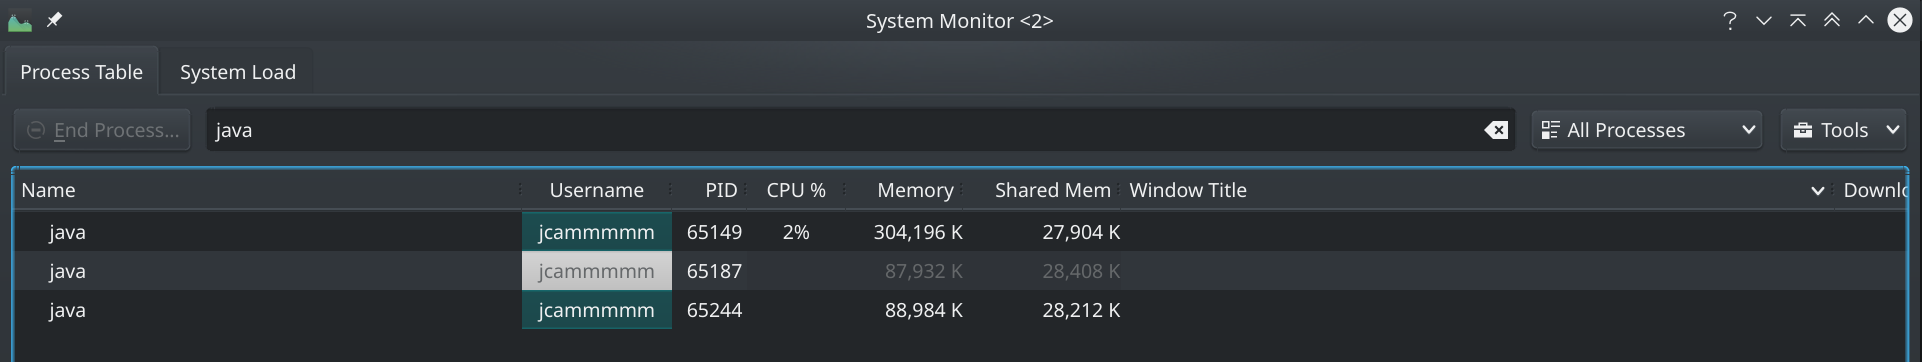 System Monitor <2>
Process Table System Load
End Process... java All Processes Tools
Name Username PID CPU % Memory Shared Mem Window Title
java jcammmmm 65149 2% 304,196 K 27,904 K
java jcammmmm 65187 87,932 K 28,408 K
java jcammmmm 65244 88,984 K 28,212 K